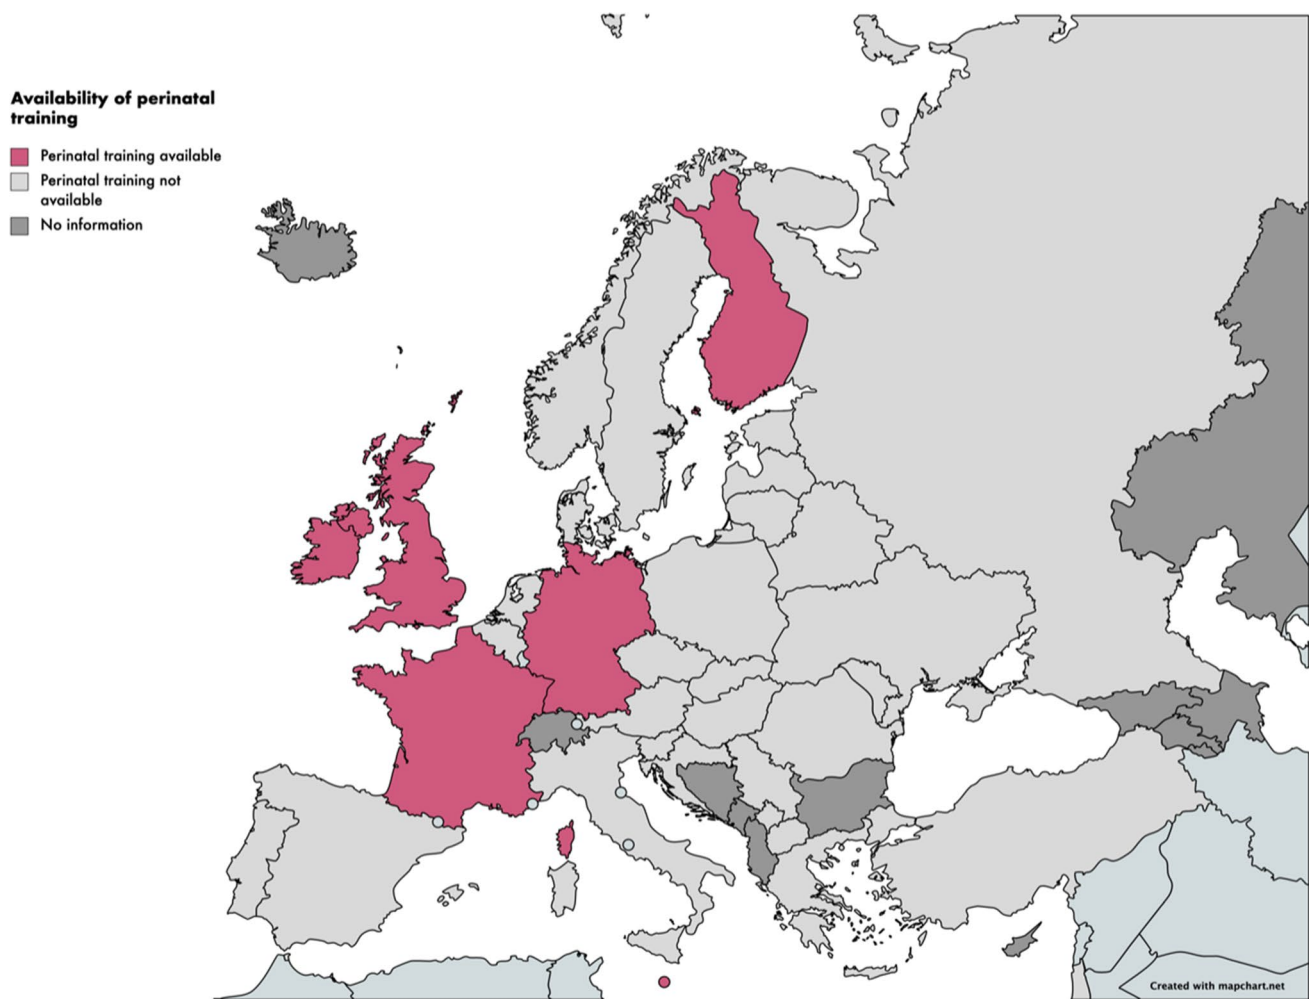 Availability of perinatal
training
Perinatal training available
Perinatal training not
available
No information
Created with mapchart.net